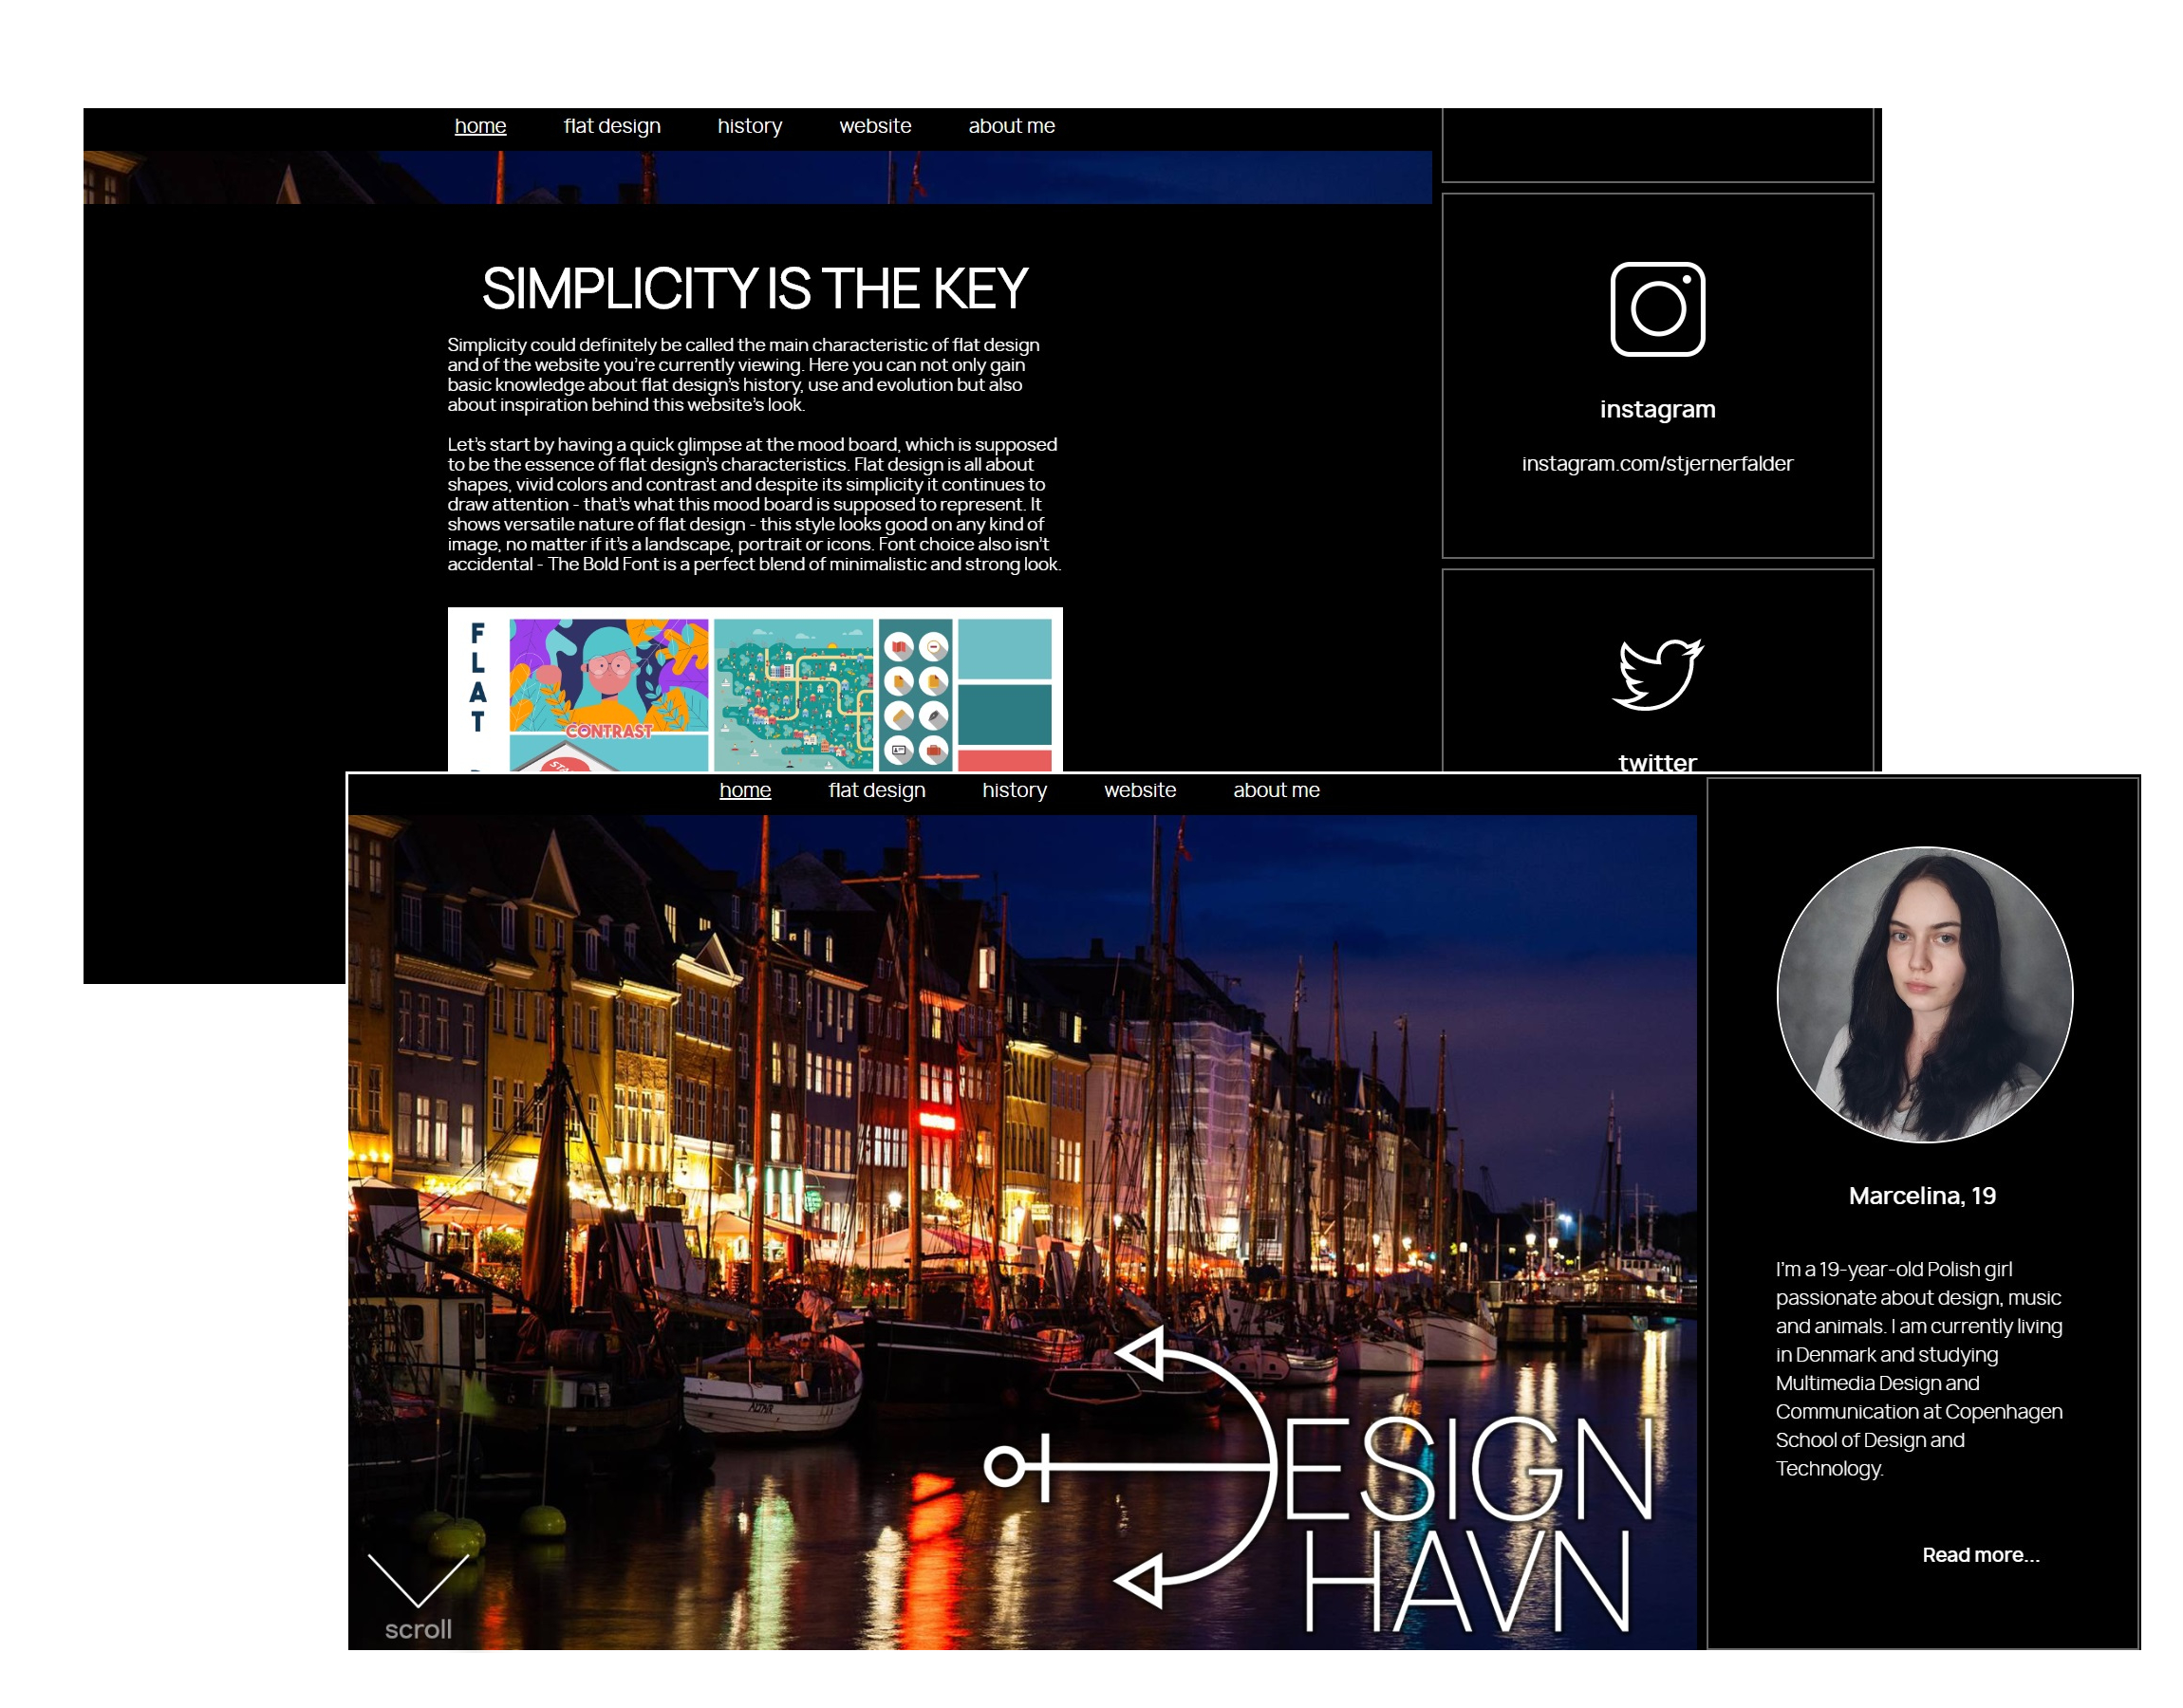 home flat design history website about me
SIMPLICITY IS THE KEY
Simplicity could definitely be called the main characteristic of flat design
and of the website you're currently viewing. Here you can not only gain
basic knowledge about flat design's history, use and evolution but also
about inspiration behind this website's look.
Let's start by having a quick glimpse at the mood board, which is supposed
to be the essence of flat design's characteristics. Flat design is all about
shapes, vivid colors and contrast and despite its simplicity it continues to
draw attention - that's what this mood board is supposed to represent. It
shows versatile nature of flat design - this style looks good on any kind of
image, no matter if it's a landscape, portrait or icons. Font choice also isn't
accidental - The Bold Font is a perfect blend of minimalistic and strong look.
FLAT
CONTRAST
instagram
instagram.com/stjernerfalder
twitter
home flat design history website about me
ALTAIR
DESIGN
HAVN
scroll
Marcelina, 19
I'm a 19-year-old Polish girl
passionate about design, music
and animals. I am currently living
in Denmark and studying
Multimedia Design and
Communication at Copenhagen
School of Design and
Technology.
Read more...